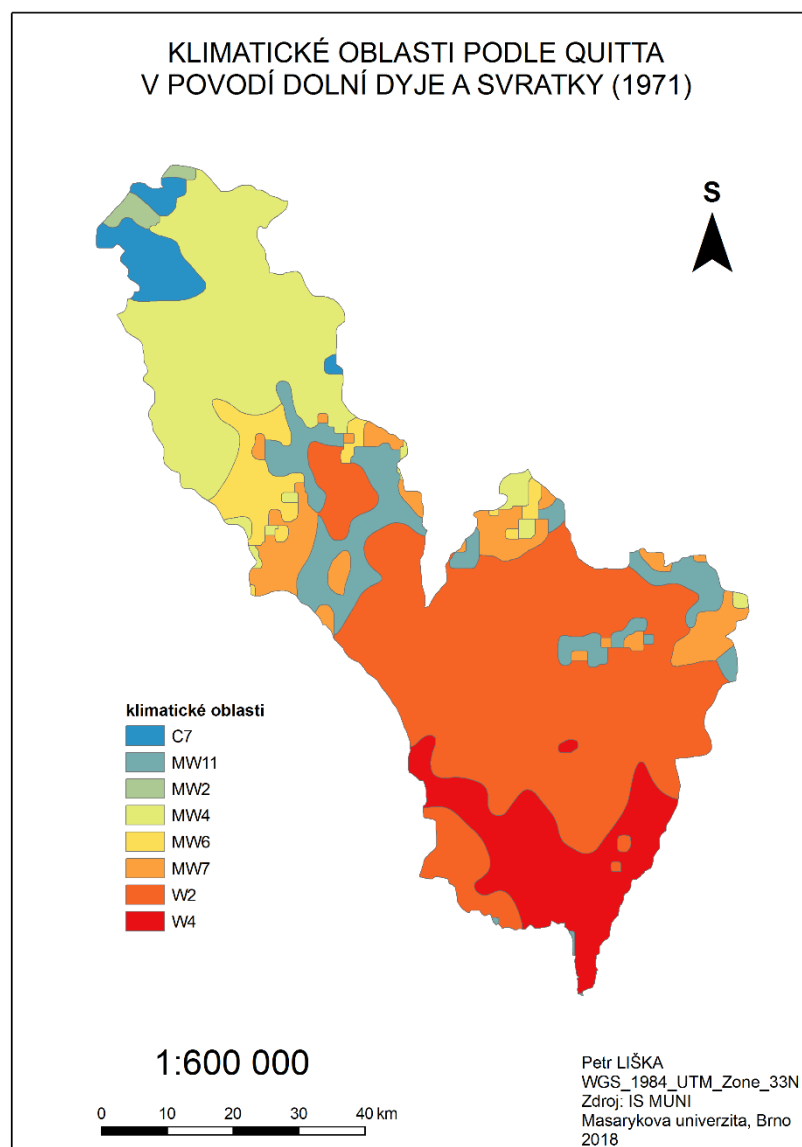 KLIMATICKÉ OBLASTI PODLE QUITTA
V POVODÍ DOLNÍ DYJE A SVRATKY (1971)
S
klimatické oblasti
C7
MW11
MW2
MW4
MW6
MW7
W2
W4
1:600 000
0 10 20 30 40 km
Petr LIŠKA
WGS_1984_UTM_Zone_33N
Zdroj: IS MUNI
Masarykova univerzita, Brno
2018